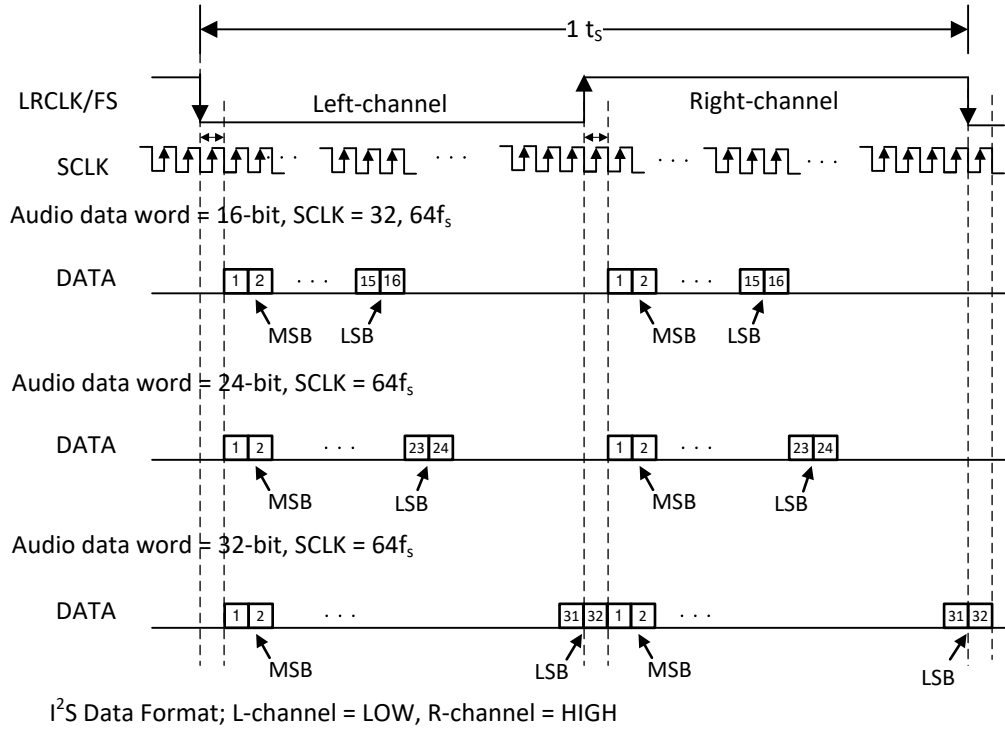 1 tS
LRCLK/FS
Left-channel
Right-channel
SCLK
. . .
. . .
. . .
. . .
Audio data word = 16-bit, SCLK = 32, 64fs
DATA
1 2 . . . 15 16 1 2 . . . 15 16
MSB LSB MSB LSB
Audio data word = 24-bit, SCLK = 64fs
DATA
1 2 . . . 23 24 1 2 . . . 23 24
MSB LSB MSB LSB
Audio data word = 32-bit, SCLK = 64fs
DATA
1 2 . . . 31 32 1 2 . . . 31 32
MSB LSB MSB LSB
I²S Data Format; L-channel = LOW, R-channel = HIGH